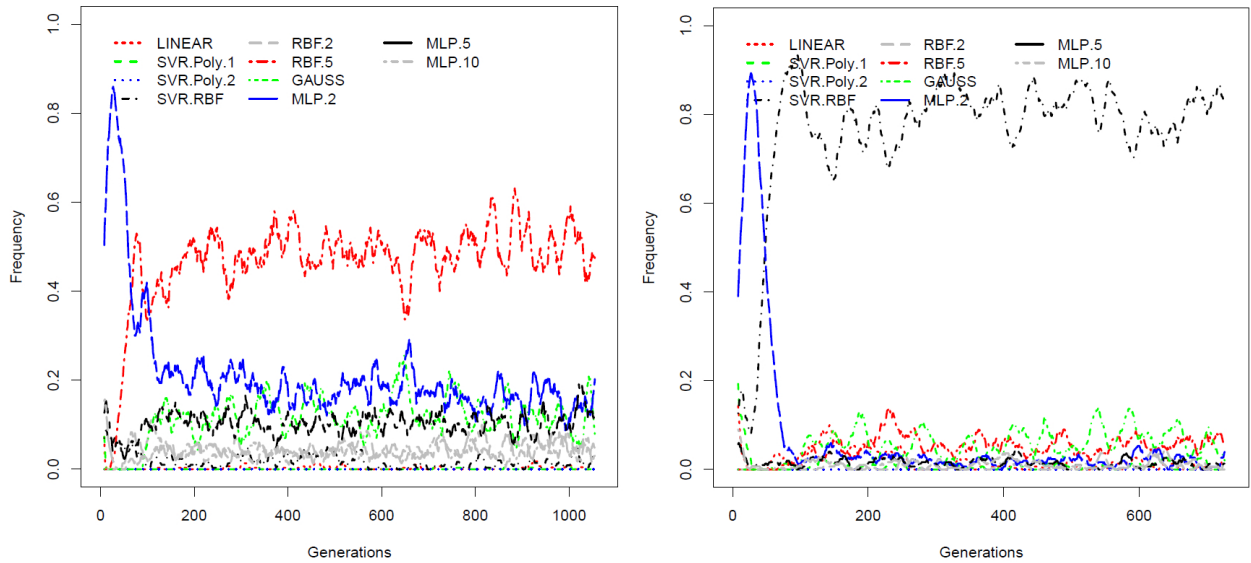 1.0
0.8
0.6
0.4
0.2
0.0
Frequency
LINEAR
SVR.Poly.1
SVR.Poly.2
SVR.RBF
RBF.2
RBF.5
GAUSS
MLP.2
MLP.5
MLP.10
0 200 400 600 800 1000
Generations
1.0
0.8
0.6
0.4
0.2
0.0
Frequency
LINEAR
SVR.Poly.1
SVR.Poly.2
SVR.RBF
RBF.2
RBF.5
GAUSS
MLP.2
MLP.5
MLP.10
0 200 400 600
Generations